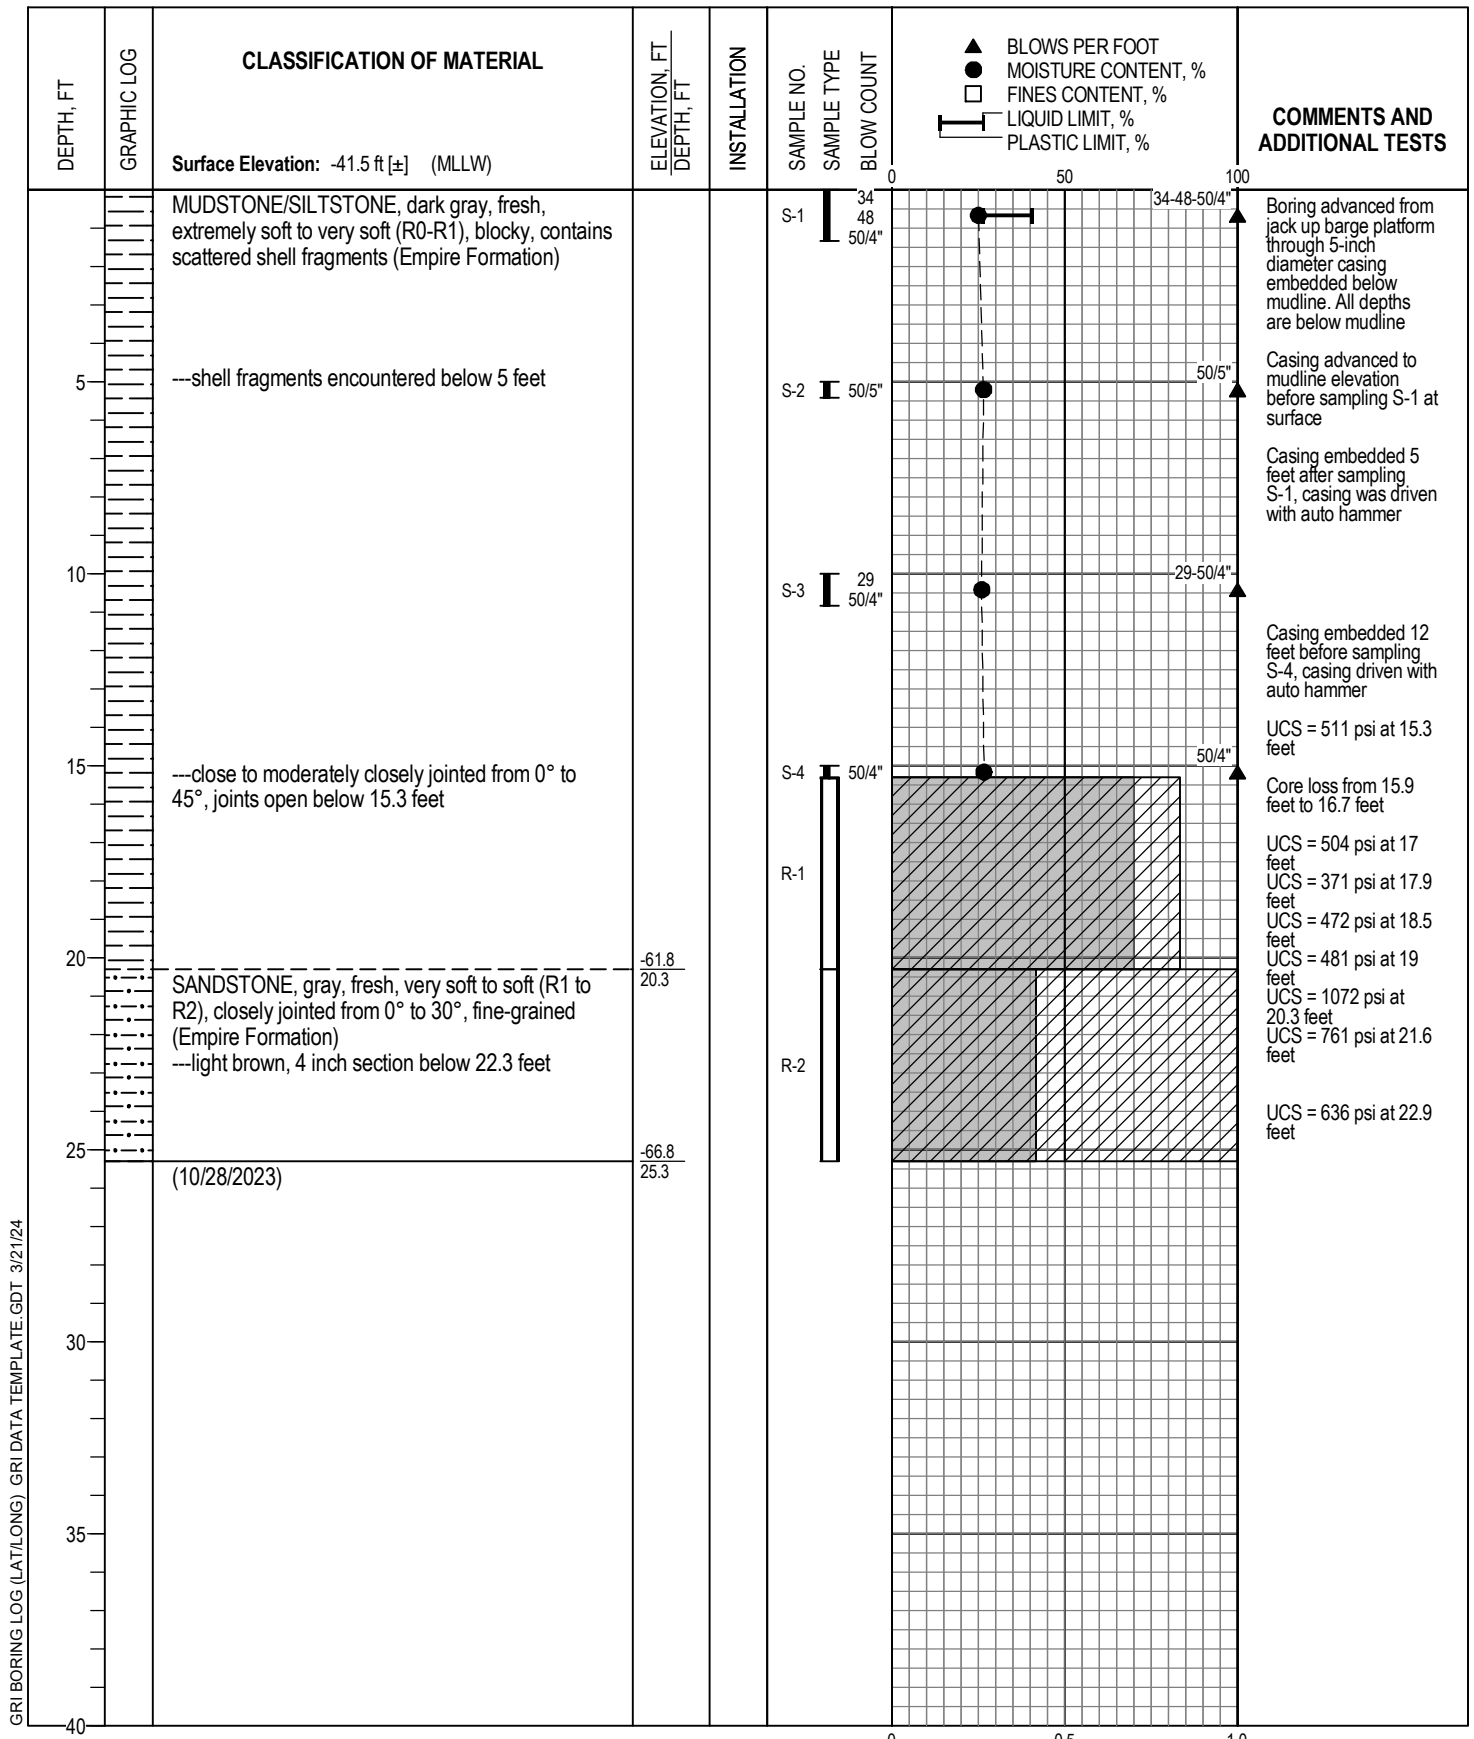 DEPTH, FT
GRAPHIC LOG
CLASSIFICATION OF MATERIAL
Surface Elevation: -41.5 ft [±] (MLLW)
ELEVATION, FT
DEPTH, FT
INSTALLATION
SAMPLE NO.
SAMPLE TYPE
BLOW COUNT
BLOWS PER FOOT
MOISTURE CONTENT, %
FINES CONTENT, %
LIQUID LIMIT, %
PLASTIC LIMIT, %
0 50 100
COMMENTS AND
ADDITIONAL TESTS
MUDSTONE/SILTSTONE, dark gray, fresh,
extremely soft to very soft (R0-R1), blocky, contains
scattered shell fragments (Empire Formation)
S-1
34
48
50/4"
34-48-50/4"
Boring advanced from
jack up barge platform
through 5-inch
diameter casing
embedded below
mudline. All depths
are below mudline
5
---shell fragments encountered below 5 feet
S-2
50/5"
50/5"
Casing advanced to
mudline elevation
before sampling S-1 at
surface
Casing embedded 5
feet after sampling
S-1, casing was driven
with auto hammer
10
S-3
29
50/4"
29-50/4"
Casing embedded 12
feet before sampling
S-4, casing driven with
auto hammer
UCS = 511 psi at 15.3
feet
15
---close to moderately closely jointed from 0° to
45°, joints open below 15.3 feet
S-4
50/4"
50/4"
Core loss from 15.9
feet to 16.7 feet
R-1
UCS = 504 psi at 17
feet
UCS = 371 psi at 17.9
feet
UCS = 472 psi at 18.5
feet
UCS = 481 psi at 19
feet
20
-61.8
20.3
SANDSTONE, gray, fresh, very soft to soft (R1 to
R2), closely jointed from 0° to 30°, fine-grained
(Empire Formation)
---light brown, 4 inch section below 22.3 feet
R-2
UCS = 1072 psi at
20.3 feet
UCS = 761 psi at 21.6
feet
UCS = 636 psi at 22.9
feet
25
-66.8
25.3
(10/28/2023)
30
35
40
0 0.5 1.0
GRI BORING LOG (LAT/LONG) GRI DATA TEMPLATE.GDT 3/21/24